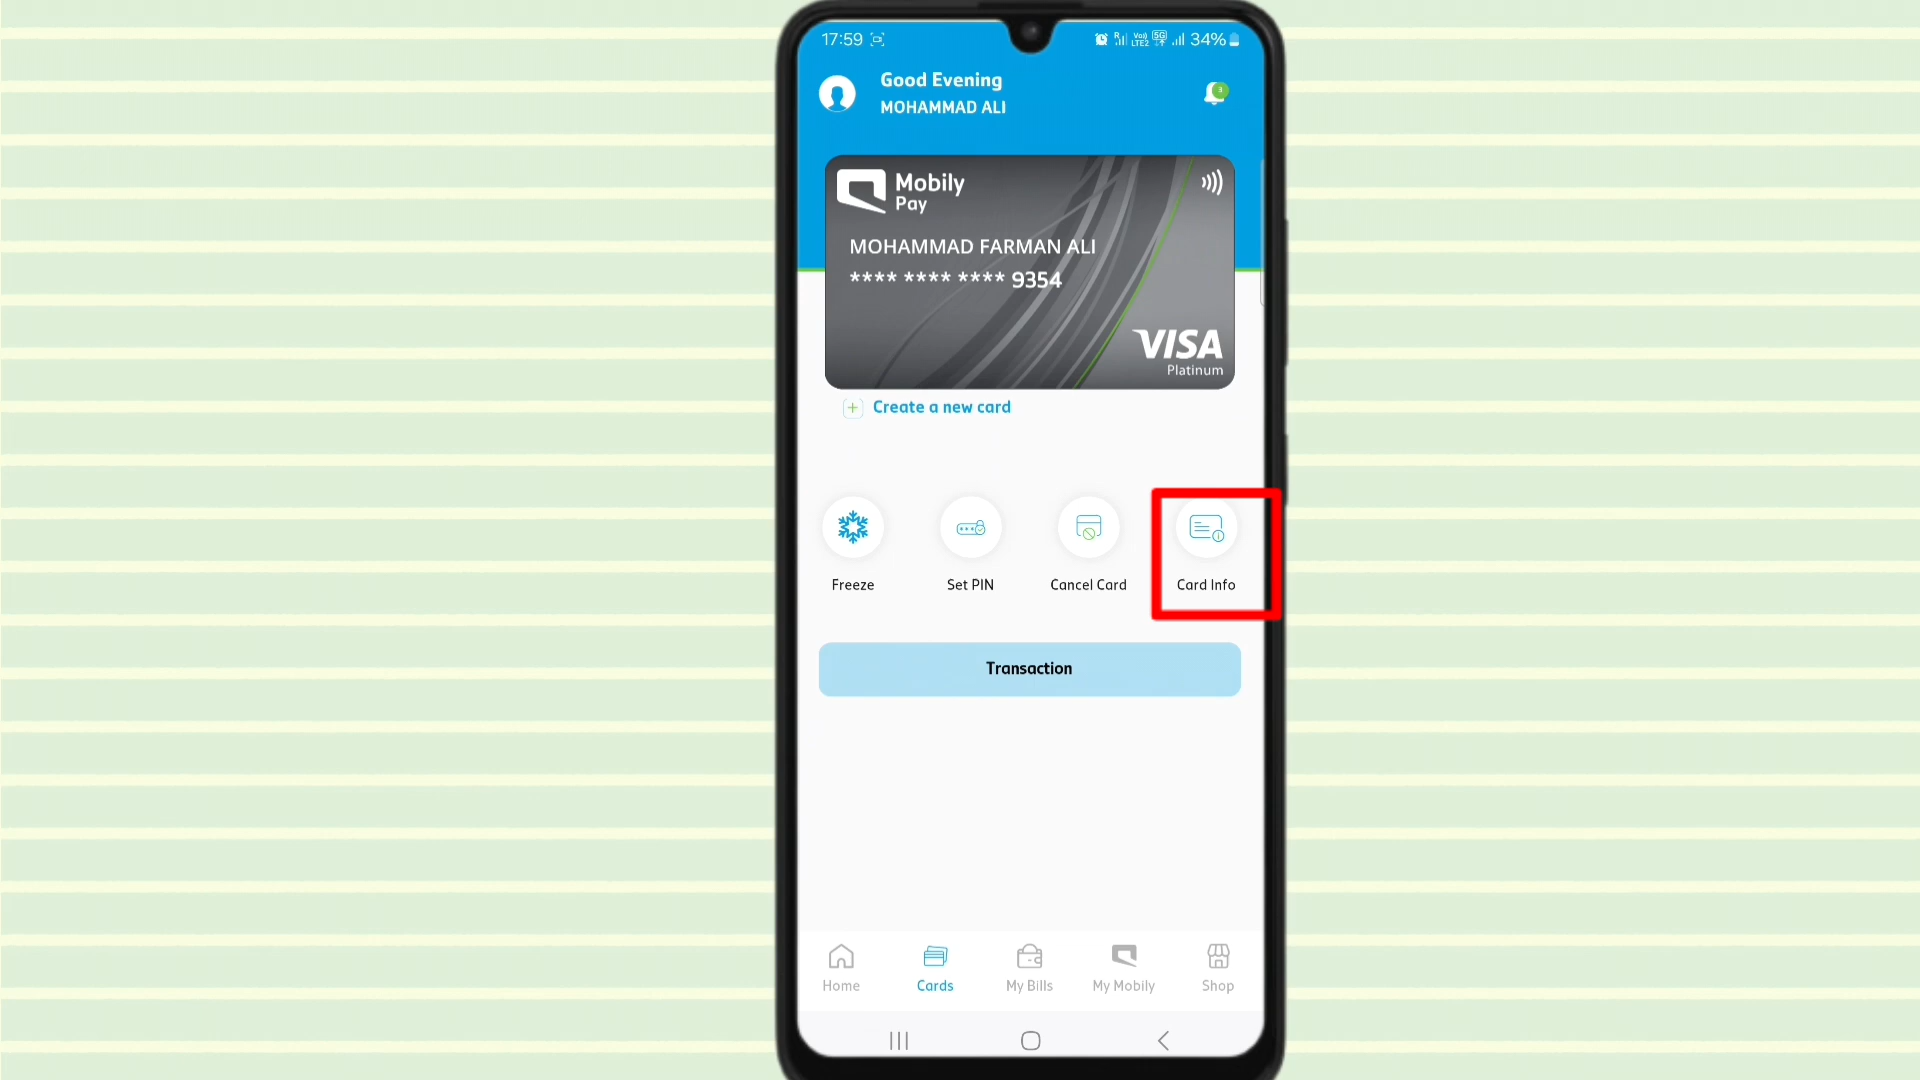 17:59 34%
Good Evening
MOHAMMAD ALI
3
Mobily
Pay
MOHAMMAD FARMAN ALI
**** **** **** 9354
VISA
Platinum
Create a new card
Freeze Set PIN Cancel Card Card Info
Transaction
Home Cards My Bills My Mobily Shop